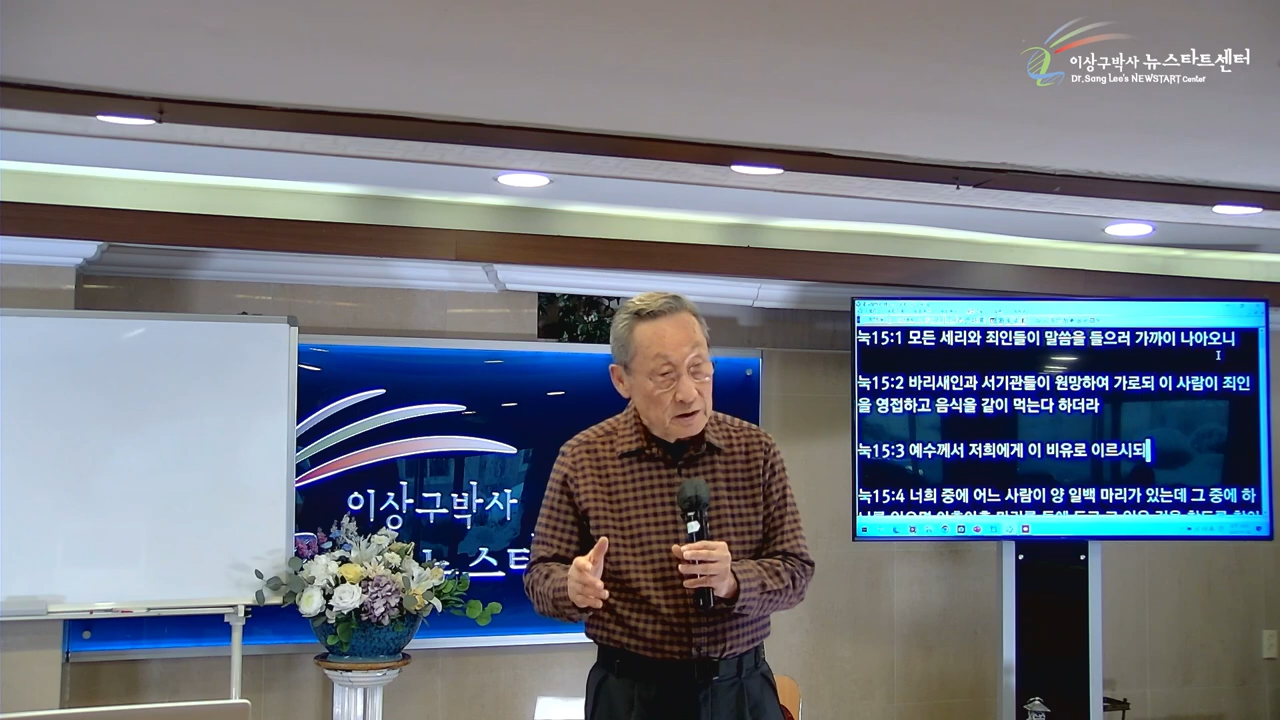 이상구박사 뉴스타트센터
Dr. Sang Lee's NEWSTART Center
이상구박사
뉴스타
눅15:1 모든 세리와 죄인들이 말씀을 들으러 가까이 나아오니
눅15:2 바리새인과 서기관들이 원망하여 가로되 이 사람이 죄인
을 영접하고 음식을 같이 먹는다 하더라
눅15:3 예수께서 저희에게 이 비유로 이르시되
눅15:4 너희 중에 어느 사람이 양 일백 마리가 있는데 그 중에 하